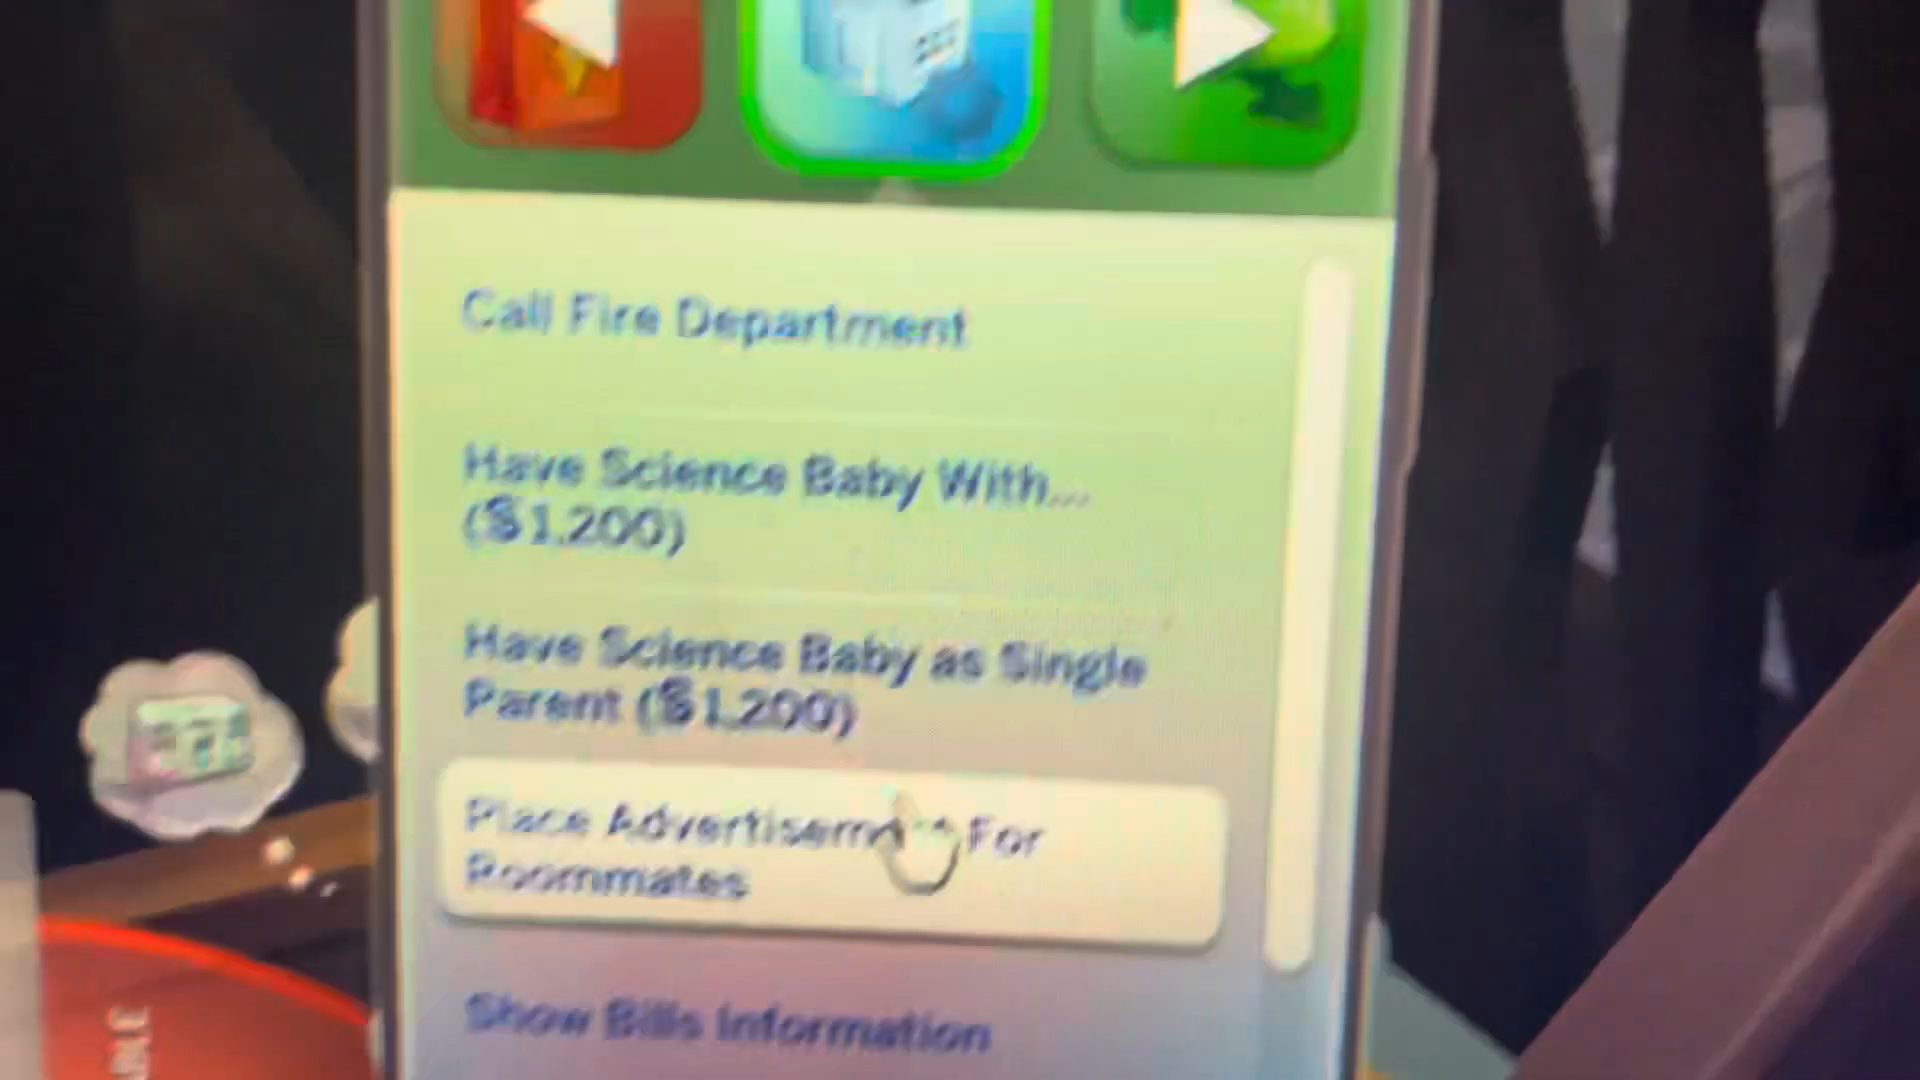 Call Fire Department
Have Science Baby With...
(§1,200)
Have Science Baby as Single
Parent (§1,200)
Place For
Roommates
Show Bills Information